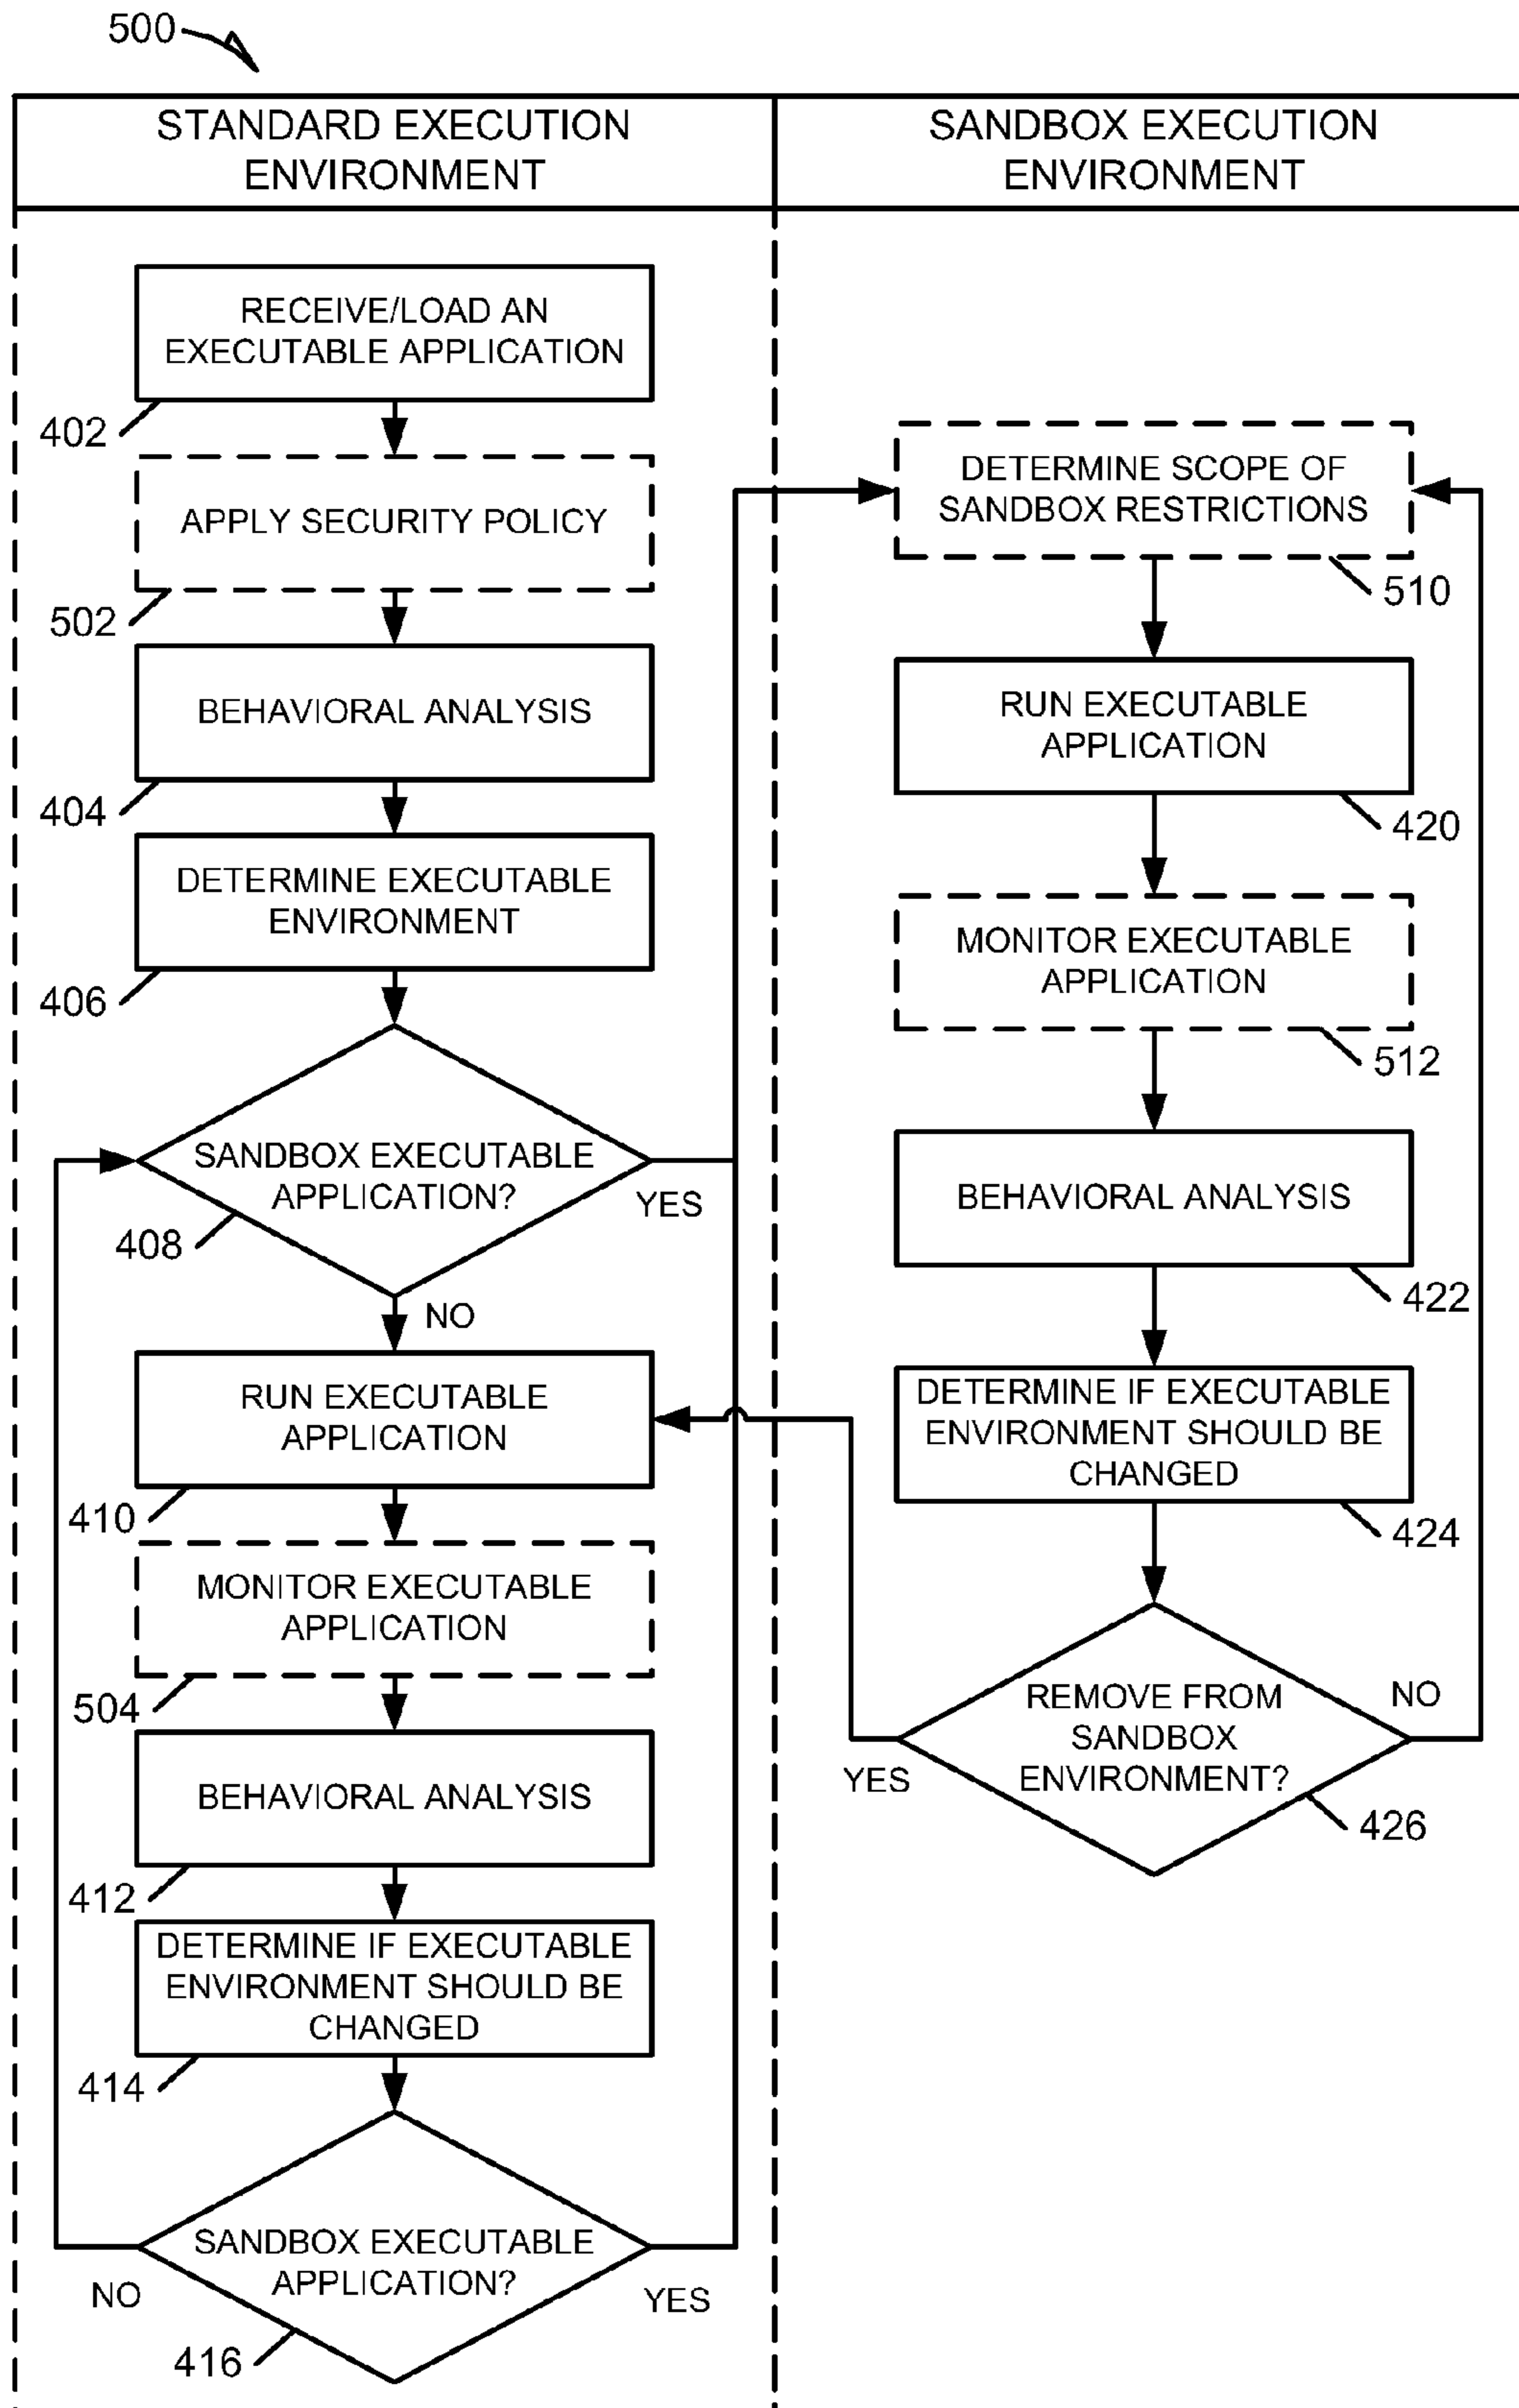 500
STANDARD EXECUTION
ENVIRONMENT
SANDBOX EXECUTION
ENVIRONMENT
RECEIVE/LOAD AN
EXECUTABLE APPLICATION
402
APPLY SECURITY POLICY
502
BEHAVIORAL ANALYSIS
404
DETERMINE EXECUTABLE
ENVIRONMENT
406
SANDBOX EXECUTABLE
APPLICATION?
YES
408
NO
RUN EXECUTABLE
APPLICATION
410
MONITOR EXECUTABLE
APPLICATION
504
BEHAVIORAL ANALYSIS
412
DETERMINE IF EXECUTABLE
ENVIRONMENT SHOULD BE
CHANGED
414
SANDBOX EXECUTABLE
APPLICATION?
NO
YES
416
DETERMINE SCOPE OF
SANDBOX RESTRICTIONS
510
RUN EXECUTABLE
APPLICATION
420
MONITOR EXECUTABLE
APPLICATION
512
BEHAVIORAL ANALYSIS
422
DETERMINE IF EXECUTABLE
ENVIRONMENT SHOULD BE
CHANGED
424
REMOVE FROM
SANDBOX
ENVIRONMENT?
NO
YES
426